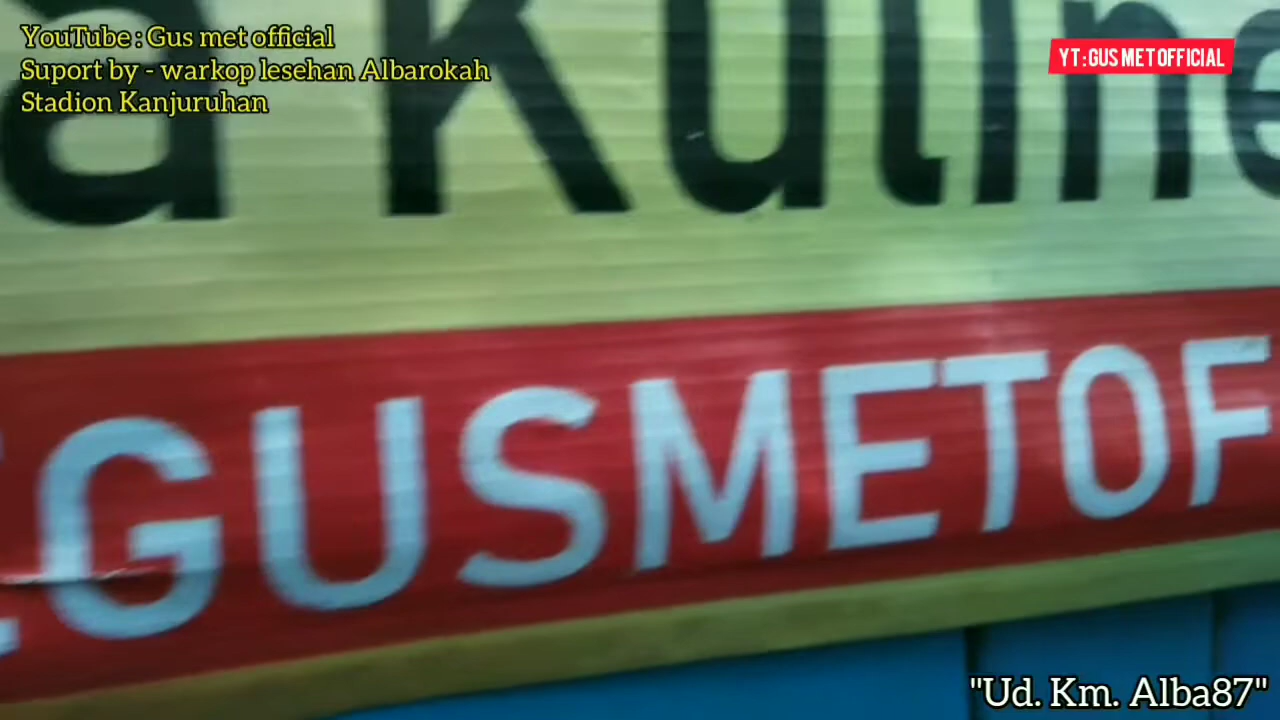 YouTube : Gus met official
Suport by - warkop lesehan Albarokah
Stadion Kanjuruhan
YT : GUS MET OFFICIAL
a Kuline
GUSMETOF
"Ud. Km. Alba87"